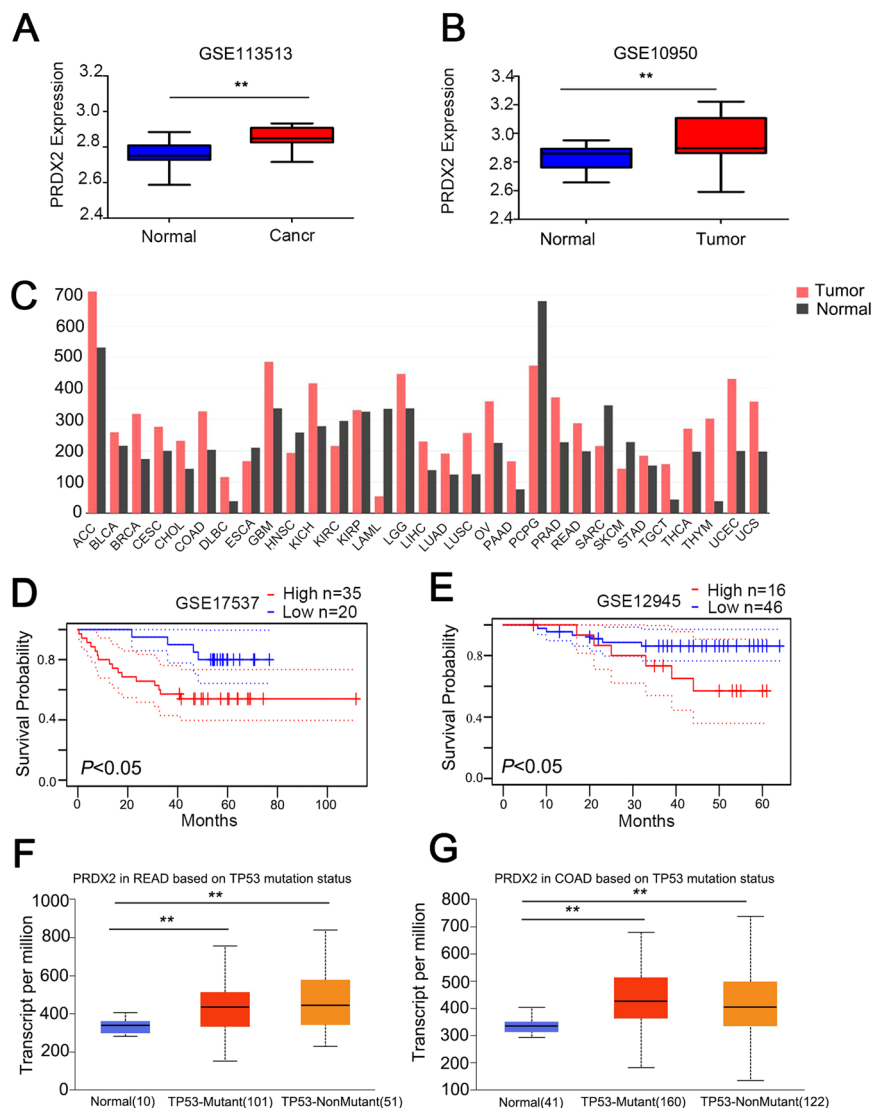 A
GSE113513
PRDX2 Expression
3.2
3.0
2.8
2.6
2.4
**
Normal
Cancr
B
GSE10950
PRDX2 Expression
3.4
3.2
3.0
2.8
2.6
2.4
**
Normal
Tumor
C
700
600
500
400
300
200
100
0
Tumor
Normal
ACC
BLCA
BRCA
CESC
CHOL
COAD
DLBC
ESCA
GBM
HNSC
KICH
KIRC
KIRP
LAML
LGG
LIHC
LUAD
LUSC
OV
PAAD
PCPG
PRAD
READ
SARC
SKCM
STAD
TGCT
THCA
THYM
UCEC
UCS
D
GSE17537
High n=35
Low n=20
Survival Probability
0.8
0.4
0.0
P<0.05
0 20 40 60 80 100
Months
E
GSE12945
High n=16
Low n=46
Survival Probability
0.8
0.4
0.0
P<0.05
0 10 20 30 40 50 60
Months
F
PRDX2 in READ based on TP53 mutation status
Transcript per million
1000
800
600
400
200
0
**
**
Normal(10) TP53-Mutant(101) TP53-NonMutant(51)
G
PRDX2 in COAD based on TP53 mutation status
Transcript per million
800
700
600
500
400
300
200
100
**
**
Normal(41) TP53-Mutant(160) TP53-NonMutant(122)